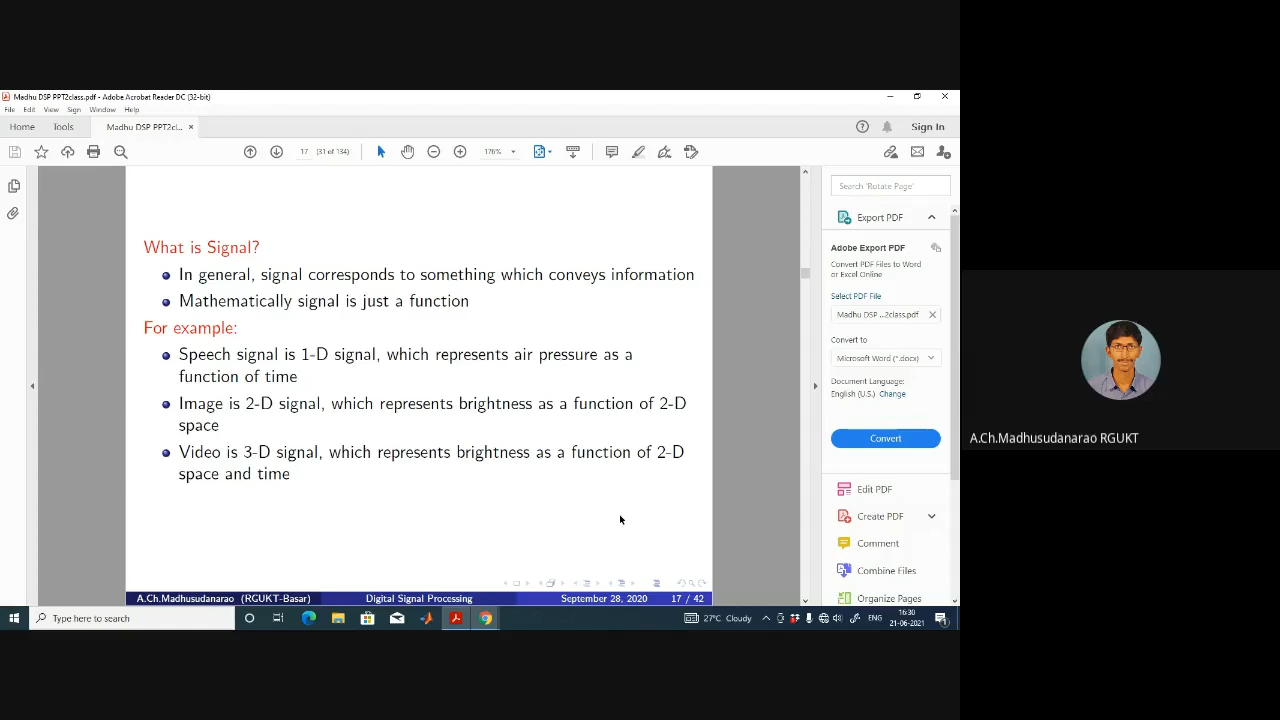 Madhu DSP PPT2class.pdf - Adobe Acrobat Reader DC (32-bit)
File Edit View Sign Window Help
Home Tools Madhu DSP PPT2cl... × Sign In
17 (31 of 134) 176%
What is Signal?
In general, signal corresponds to something which conveys information
Mathematically signal is just a function
For example:
Speech signal is 1-D signal, which represents air pressure as a
function of time
Image is 2-D signal, which represents brightness as a function of 2-D
space
Video is 3-D signal, which represents brightness as a function of 2-D
space and time
A.Ch.Madhusudanarao (RGUKT-Basar) Digital Signal Processing September 28, 2020 17 / 42
Search 'Rotate Page'
Export PDF
Adobe Export PDF
Convert PDF Files to Word
or Excel Online
Select PDF File
Madhu DSP ...2class.pdf
Convert to
Microsoft Word (*.docx)
Document Language:
English (U.S.) Change
Convert
Edit PDF
Create PDF
Comment
Combine Files
Organize Pages
A.Ch.Madhusudanarao RGUKT
Type here to search
27°C Cloudy ENG 16:30
21-06-2021